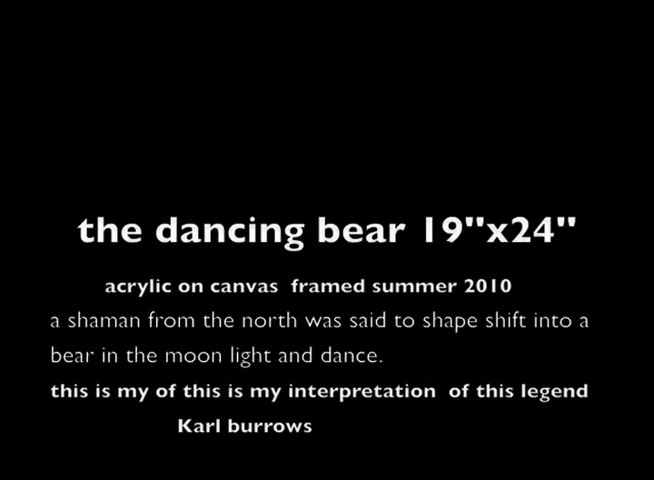 the dancing bear 19"x24"
acrylic on canvas framed summer 2010
a shaman from the north was said to shape shift into a
bear in the moon light and dance.
this is my of this is my interpretation of this legend
Karl burrows